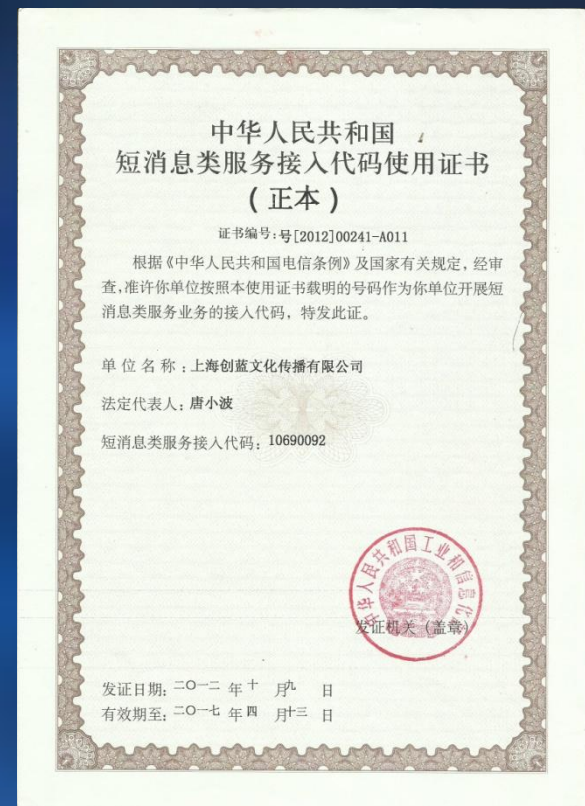 中华人民共和国
短消息类服务接入代码使用证书
(正本)
证书编号:号[2012]00241-A011
根据《中华人民共和国电信条例》及国家有关规定,经审
查,准许你单位按照本使用证书载明的号码作为你单位开展短
消息类服务业务的接入代码,特发此证。
单位名称:上海创蓝文化传播有限公司
法定代表人:唐小波
短消息类服务接入代码:10690092
中华人民共和国工业和信息化
发证机关(盖章)
发证日期:二〇一二年十月九日
有效期至:二〇一七年四月十三日